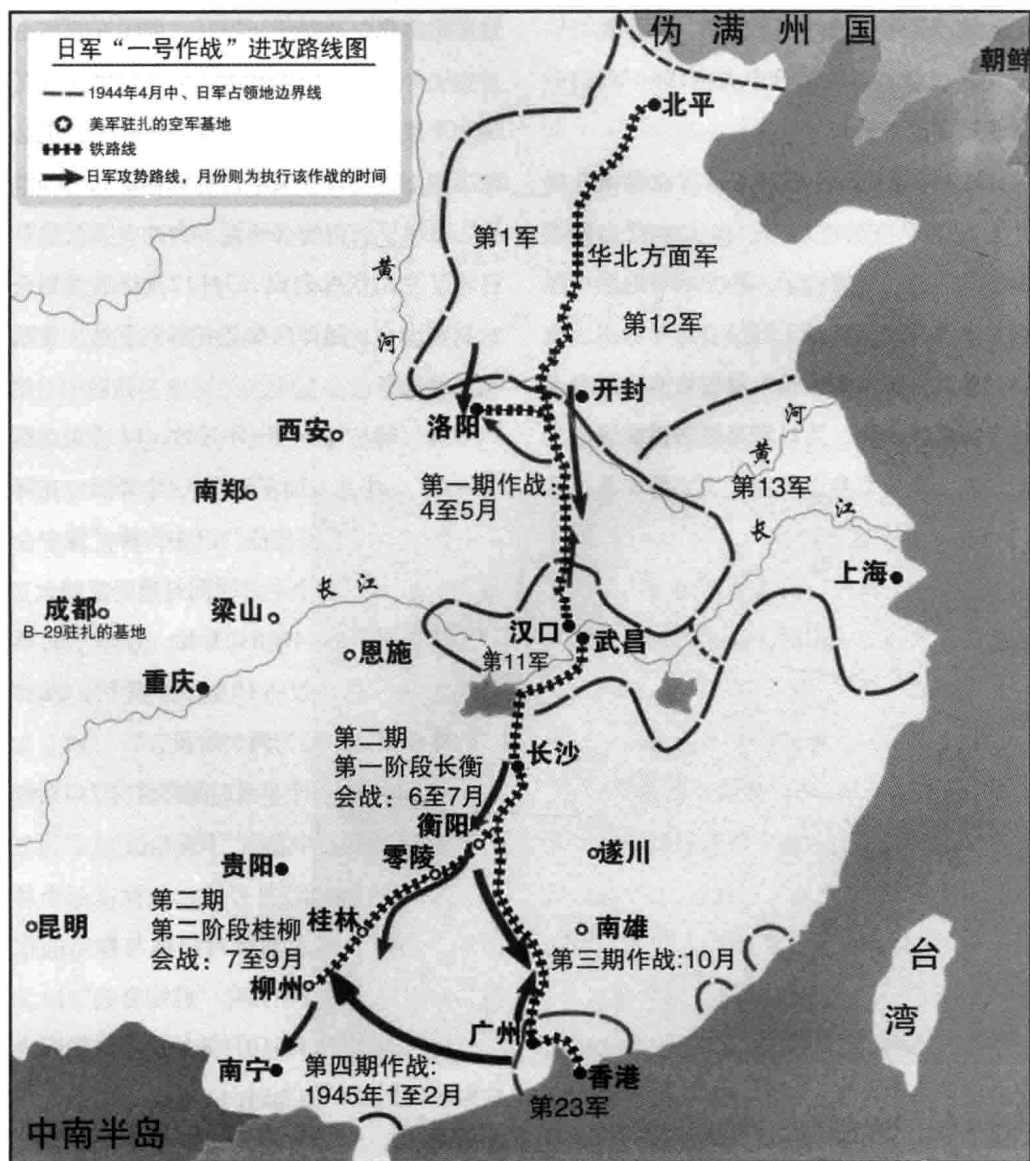 日军“一号作战”进攻路线图
1944年4月中、日军占领地边界线
美军驻扎的空军基地
铁路线
日军攻势路线，月份则为执行该作战的时间
伪满州国
朝鲜
北平
第1军
黄河
华北方面军
第12军
开封
洛阳
西安
黄河
南郑
第一期作战：
4至5月
第13军
长江
上海
长江
成都
B-29驻扎的基地
梁山
汉口
武昌
恩施
第11军
重庆
第二期
第一阶段长衡
会战：6至7月
长沙
衡阳
零陵
遂川
贵阳
第二期
第二阶段桂柳
会战：7至9月
桂林
昆明
南雄
第三期作战:10月
台湾
柳州
广州
南宁
第四期作战:
1945年1至2月
香港
第23军
中南半岛